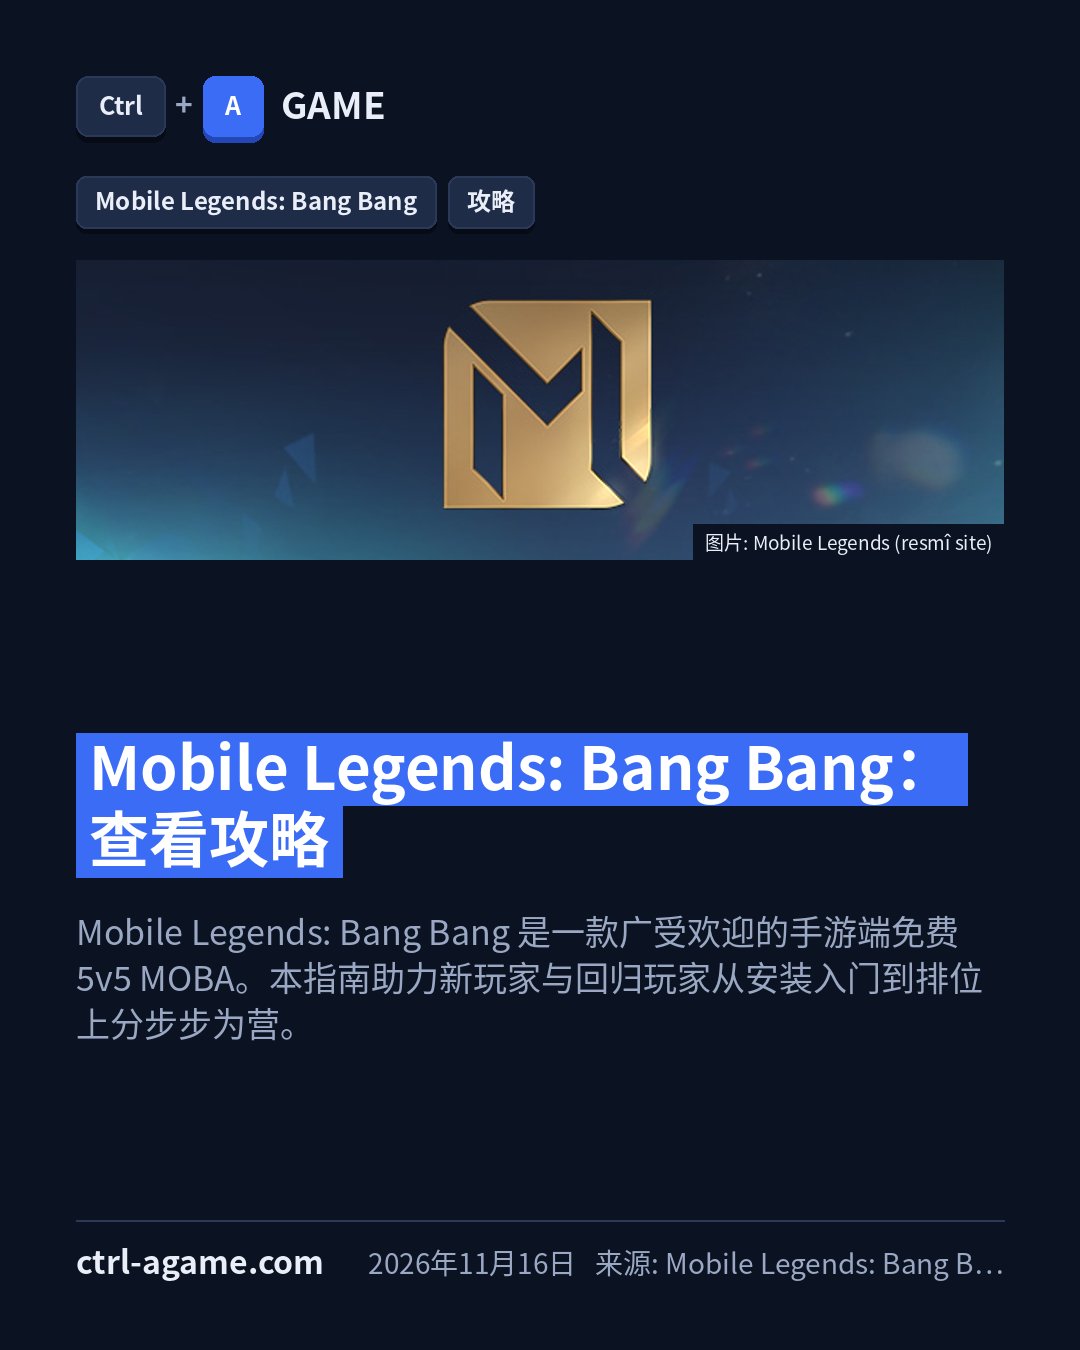 Ctrl + A GAME
Mobile Legends: Bang Bang 攻略
图片: Mobile Legends (resmî site)
Mobile Legends: Bang Bang：
查看攻略
Mobile Legends: Bang Bang 是一款广受欢迎的手游端免费
5v5 MOBA。本指南助力新玩家与回归玩家从安装入门到排位
上分步步为营。
ctrl-agame.com 2026年11月16日 来源: Mobile Legends: Bang B…